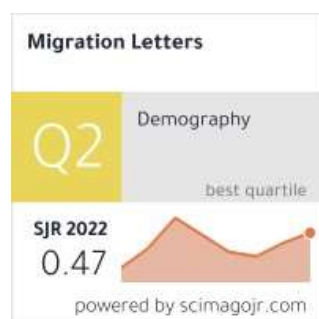 Migration Letters
Q2
Demography
best quartile
SJR 2022
0.47
powered by scimagojr.com